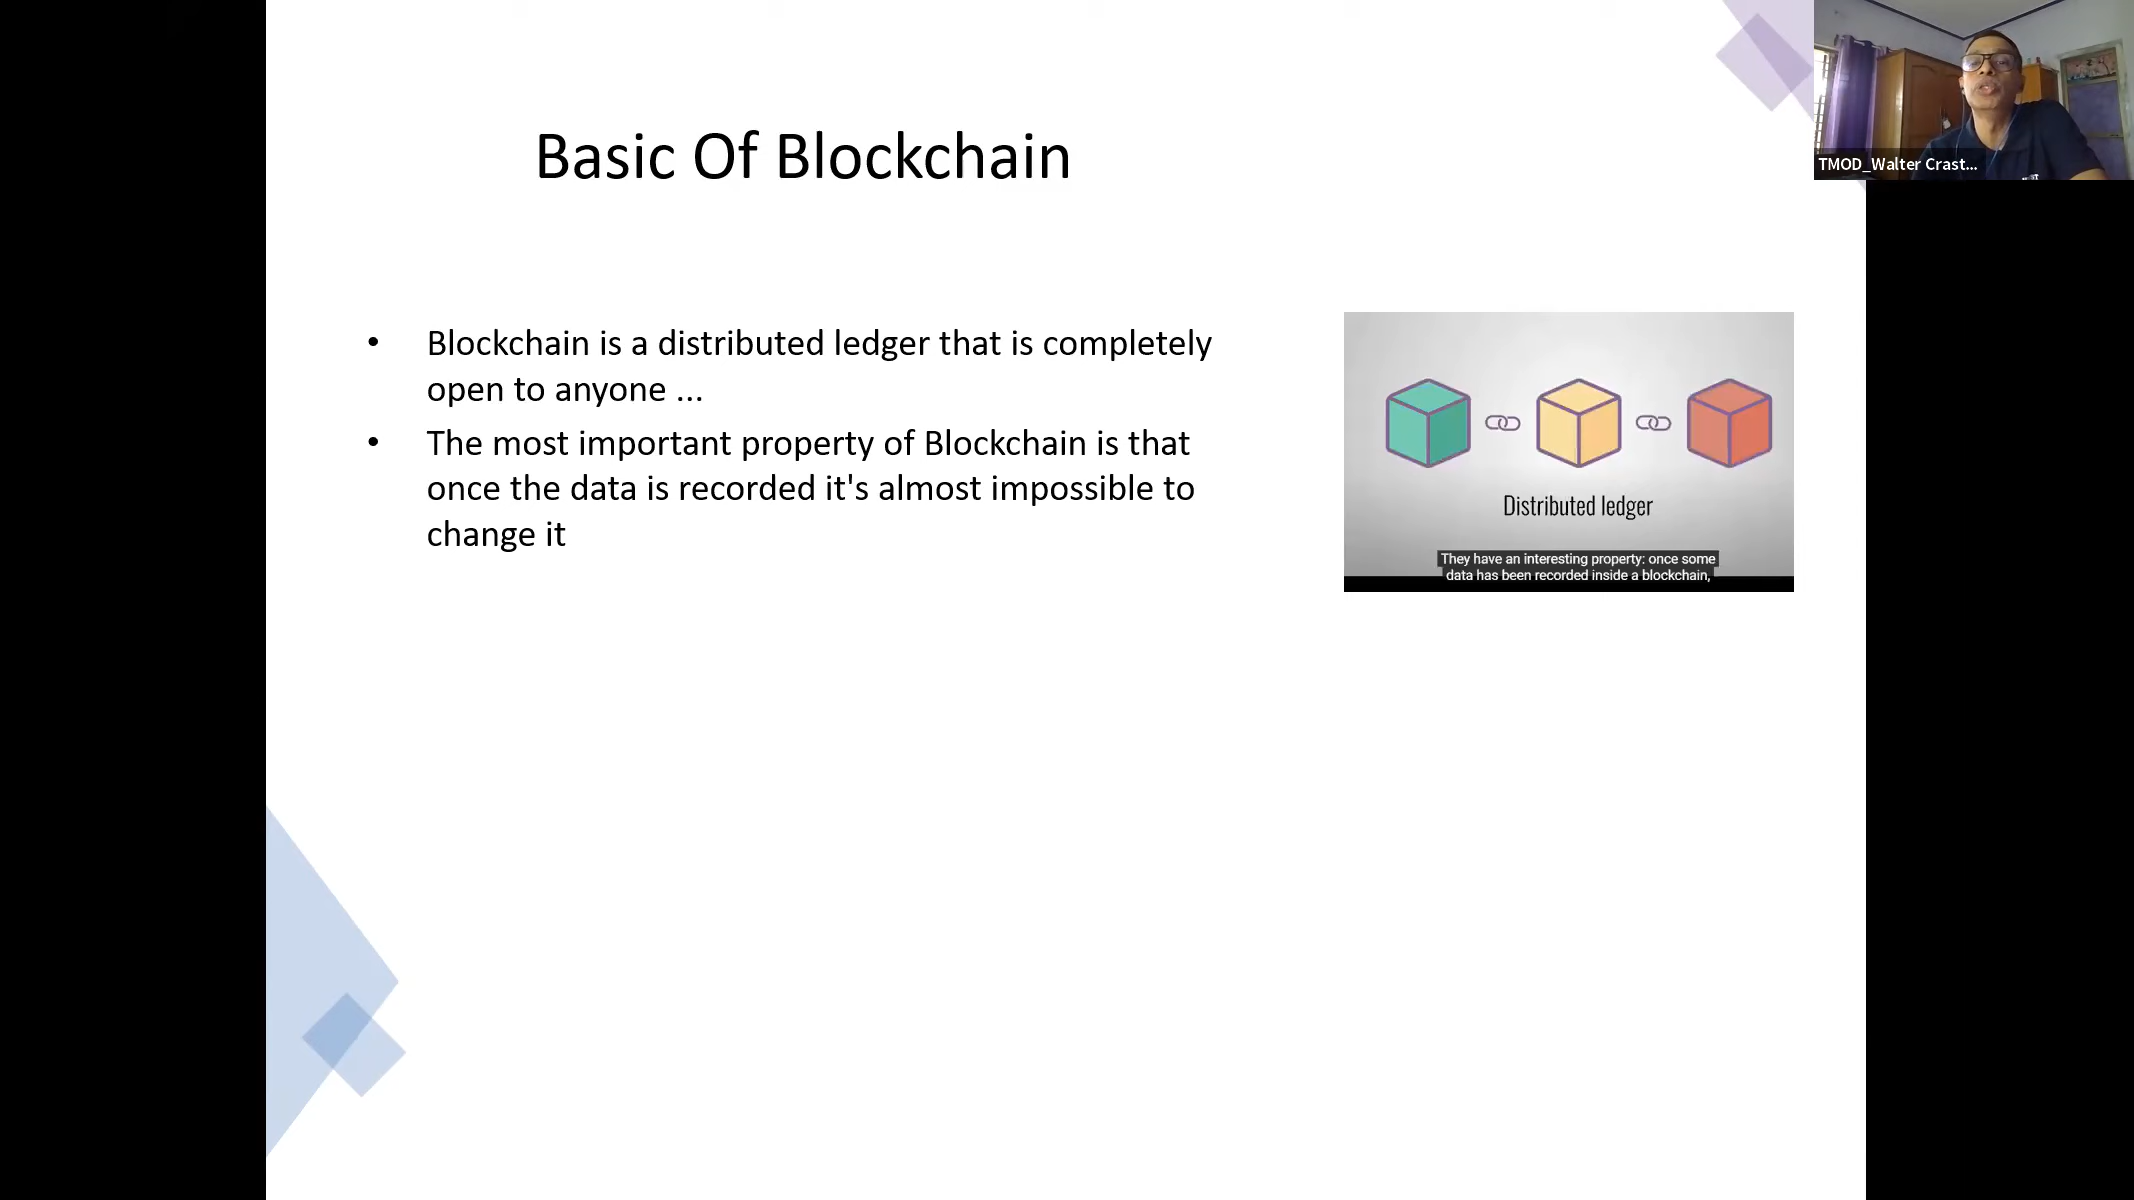 Basic Of Blockchain
TMOD_Walter Crast...
• Blockchain is a distributed ledger that is completely
open to anyone ...
• The most important property of Blockchain is that
once the data is recorded it's almost impossible to
change it
Distributed ledger
They have an interesting property: once some
data has been recorded inside a blockchain,